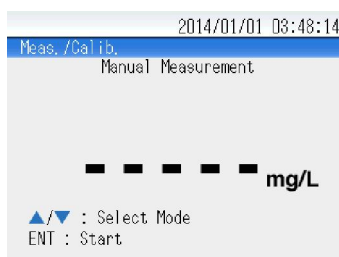 2014/01/01 03:48:14
Meas./Calib.
Manual Measurement
- - - - - mg/L
▲/▼ : Select Mode
ENT : Start